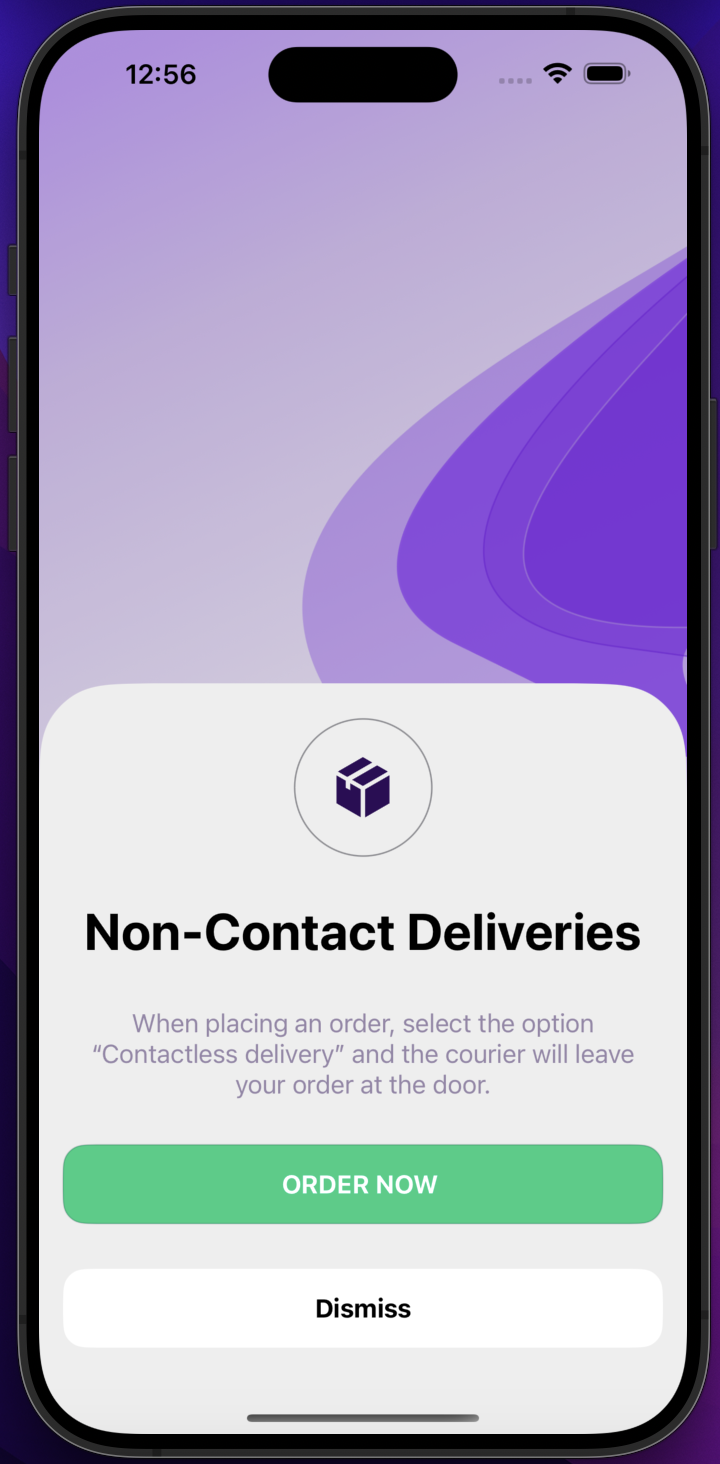 12:56
Non-Contact Deliveries
When placing an order, select the option
“Contactless delivery” and the courier will leave
your order at the door.
ORDER NOW
Dismiss